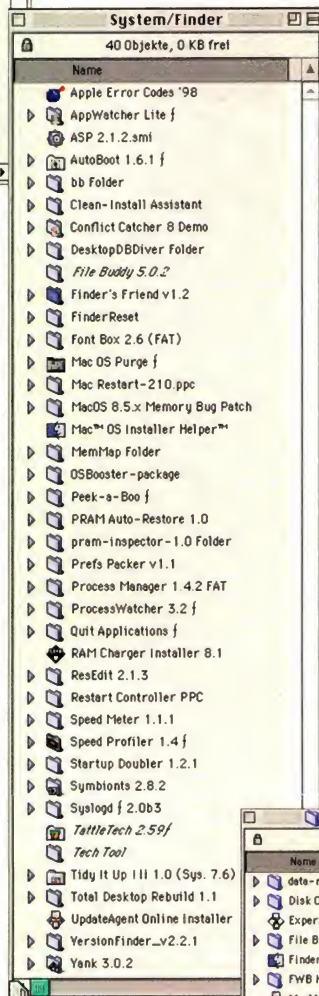 System/Finder
40 Objekte, 0 KB frei
Name
Apple Error Codes '98
AppWatcher Lite ƒ
ASP 2.1.2.smi
AutoBoot 1.6.1 ƒ
bb Folder
Clean-Install Assistant
Conflict Catcher 8 Demo
DesktopDBDiver Folder
File Buddy 5.0.2
Finder's Friend v1.2
FinderReset
Font Box 2.6 (FAT)
Mac OS Purge ƒ
Mac Restart-210.ppc
MacOS 8.5.x Memory Bug Patch
Mac™ OS Installer Helper™
MemMap Folder
OSBooster-package
Peek-a-Boo ƒ
PRAM Auto-Restore 1.0
pram-inspector-1.0 Folder
Prefs Packer v1.1
Process Manager 1.4.2 FAT
ProcessWatcher 3.2 ƒ
Quit Applications ƒ
RAM Charger Installer 8.1
ResEdit 2.1.3
Restart Controller PPC
Speed Meter 1.1.1
Speed Profiler 1.4 ƒ
Startup Doubler 1.2.1
Symbionts 2.8.2
Syslogd ƒ 2.0b3
TattleTech 2.59ƒ
Tech Tool
Tidy It Up !!! 1.0 (Sys. 7.6)
Total Desktop Rebuild 1.1
UpdateAgent Online Installer
VersionFinder_v2.2.1
Yank 3.0.2
Name
Disk
Exper
File B
Finder
FWB